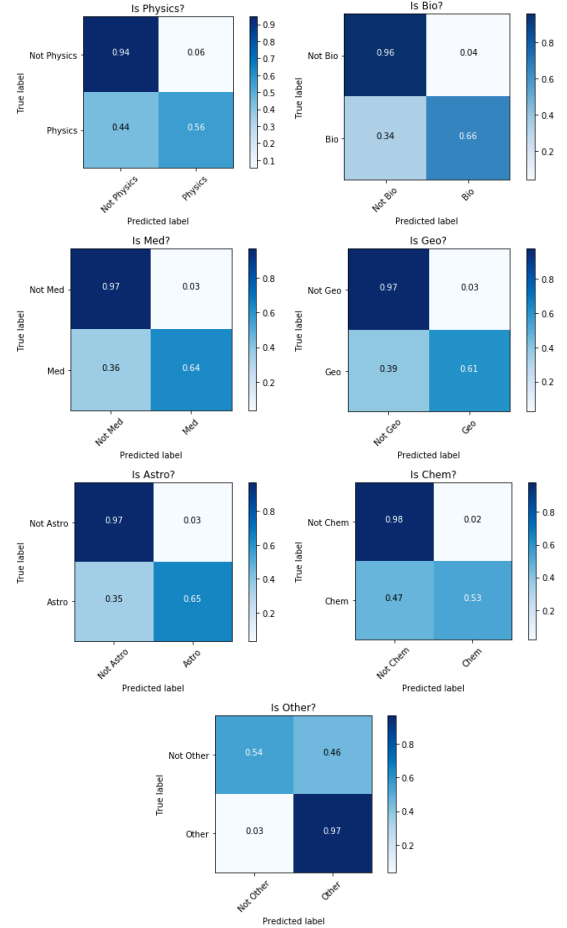 Is Physics?
Not Physics
0.94
0.06
Physics
0.44
0.56
Not Physics
Physics
True label
Predicted label
0.9
0.8
0.7
0.6
0.5
0.4
0.3
0.2
0.1
Is Bio?
Not Bio
0.96
0.04
Bio
0.34
0.66
Not Bio
Bio
True label
Predicted label
0.8
0.6
0.4
0.2
Is Med?
Not Med
0.97
0.03
Med
0.36
0.64
Not Med
Med
True label
Predicted label
0.8
0.6
0.4
0.2
Is Geo?
Not Geo
0.97
0.03
Geo
0.39
0.61
Not Geo
Geo
True label
Predicted label
0.8
0.6
0.4
0.2
Is Astro?
Not Astro
0.97
0.03
Astro
0.35
0.65
Not Astro
Astro
True label
Predicted label
0.8
0.6
0.4
0.2
Is Chem?
Not Chem
0.98
0.02
Chem
0.47
0.53
Not Chem
Chem
True label
Predicted label
0.8
0.6
0.4
0.2
Is Other?
Not Other
0.54
0.46
Other
0.03
0.97
Not Other
Other
True label
Predicted label
0.8
0.6
0.4
0.2